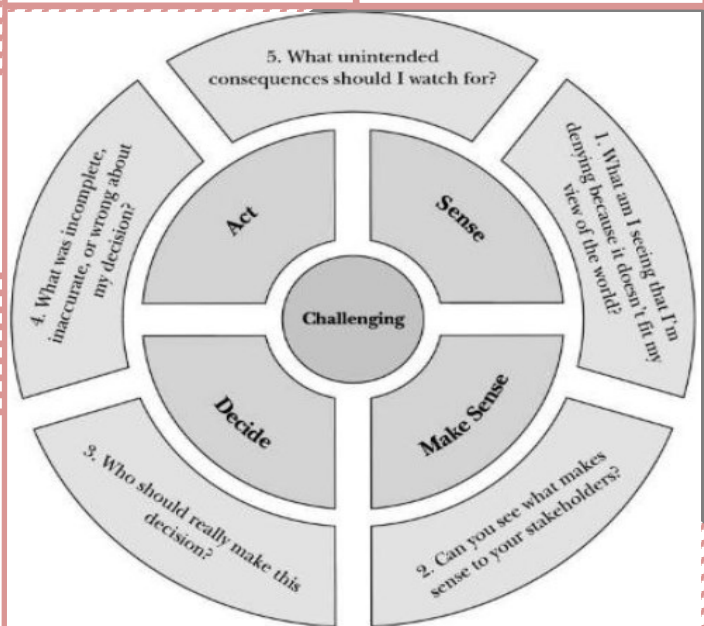 5. What unintended
consequences should I watch for?
1. What am I seeing that I'm
denying because it doesn't fit my
view of the world?
2. Can you see what makes
sense to your stakeholders?
3. Who should really make this
decision?
4. What was incomplete,
inaccurate, or wrong about
my decision?
Act
Sense
Challenging
Decide
Make Sense